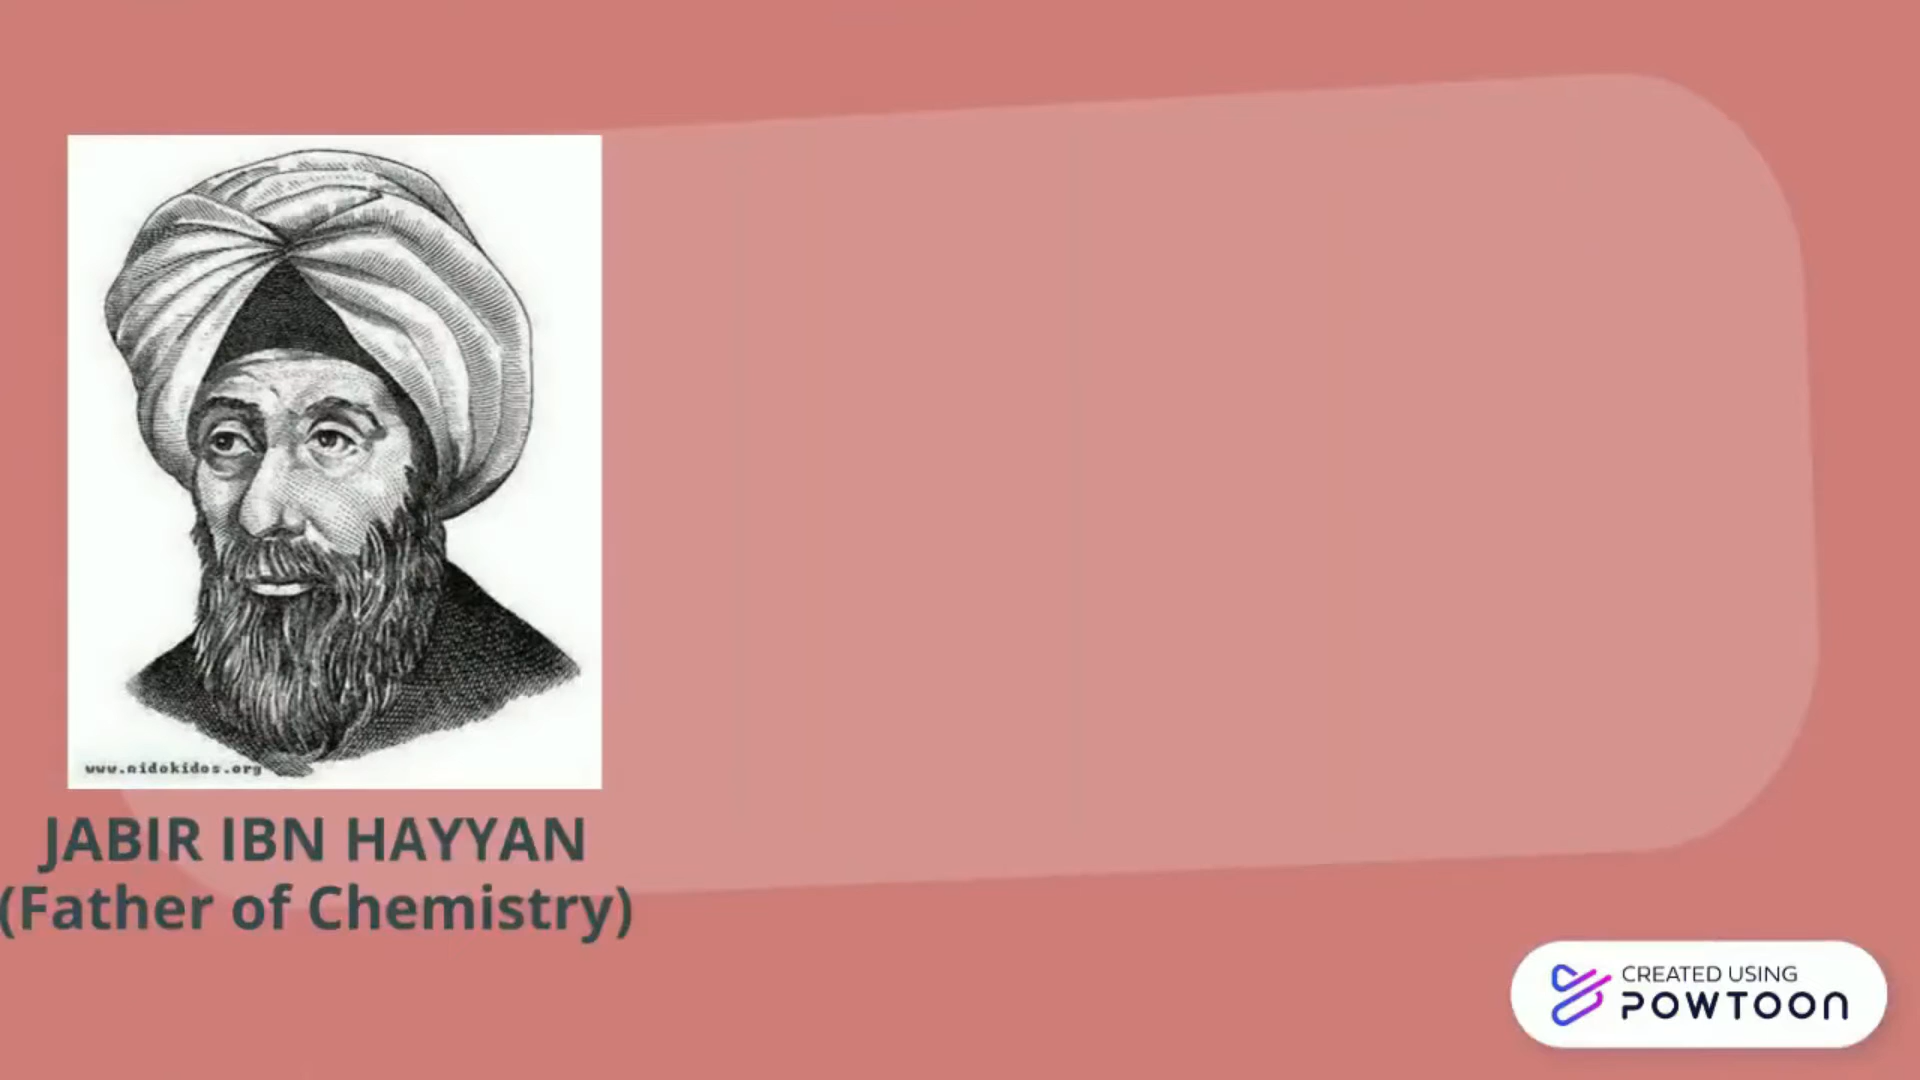 www.nidokidos.org
JABIR IBN HAYYAN
(Father of Chemistry)
CREATED USING
POWTOON